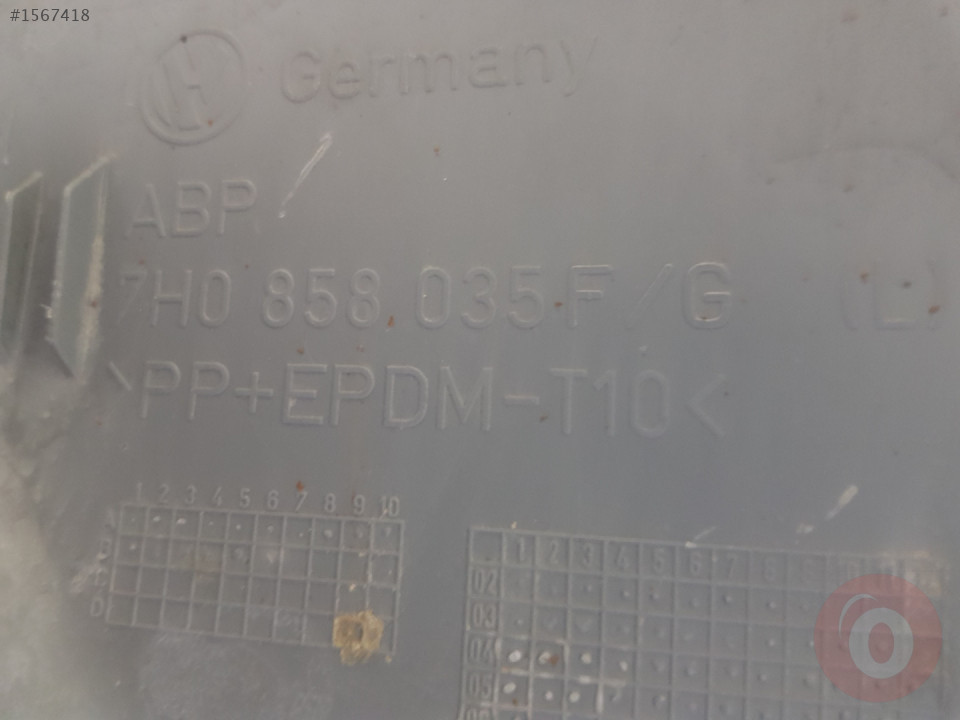 #1567418
Germany
ABP
7H0 858 035 F/G (L)
>PP+EPDM-T10<
1 2 3 4 5 6 7 8 9 10
1 2 3 4 5 6 7 8 9
02
03
04
05